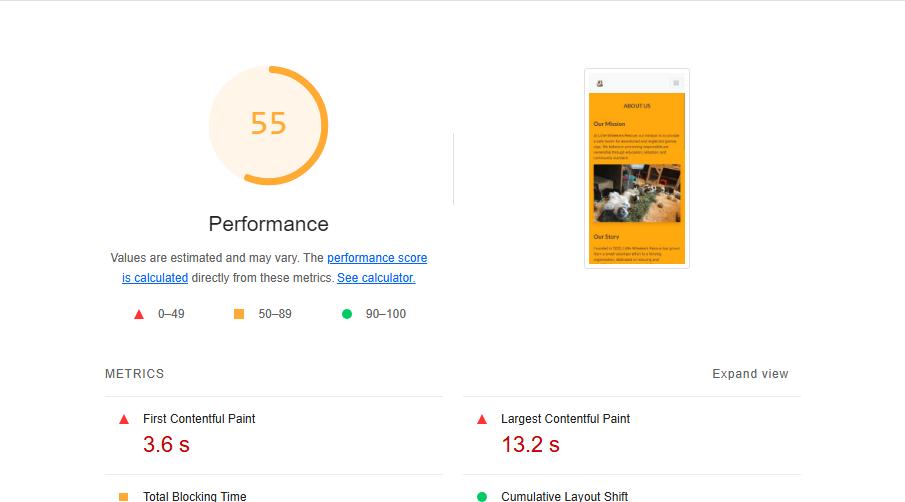 55
Performance
Values are estimated and may vary. The performance score
is calculated directly from these metrics. See calculator.
0–49
50–89
90–100
ABOUT US
Our Mission
Our Story
METRICS
Expand view
First Contentful Paint
3.6 s
Largest Contentful Paint
13.2 s
Total Blocking Time
Cumulative Layout Shift